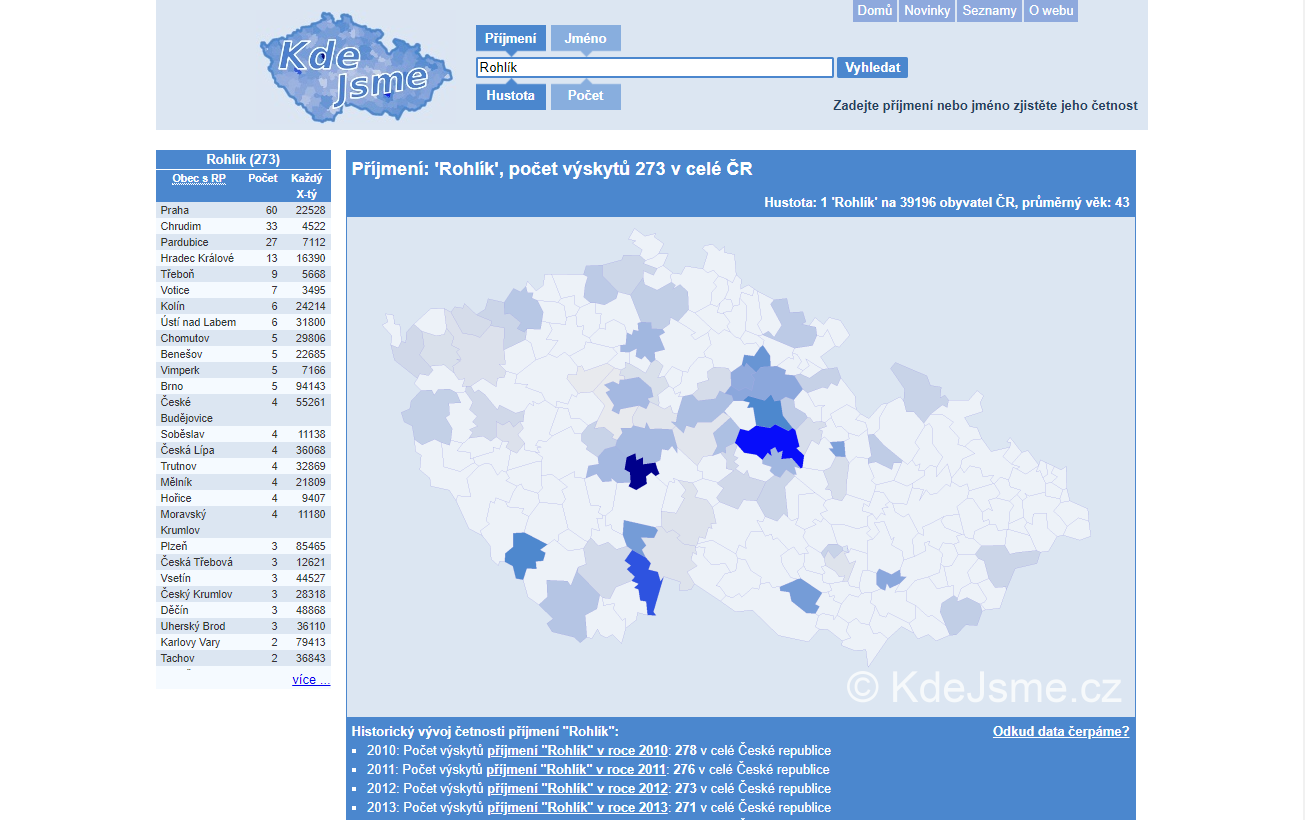 Domů Novinky Seznamy O webu
Kde
Jsme
Příjmení Jméno
Rohlík Vyhledat
Hustota Počet
Zadejte příjmení nebo jméno zjistěte jeho četnost
Rohlík (273)
Obec s RP Počet Každý X-tý
Praha 60 22528
Chrudim 33 4522
Pardubice 27 7112
Hradec Králové 13 16390
Třeboň 9 5668
Votice 7 3495
Kolín 6 24214
Ústí nad Labem 6 31800
Chomutov 5 29806
Benešov 5 22685
Vimperk 5 7166
Brno 5 94143
České Budějovice 4 55261
Soběslav 4 11138
Česká Lípa 4 36068
Trutnov 4 32869
Mělník 4 21809
Hořice 4 9407
Moravský Krumlov 4 11180
Plzeň 3 85465
Česká Třebová 3 12621
Vsetín 3 44527
Český Krumlov 3 28318
Děčín 3 48868
Uherský Brod 3 36110
Karlovy Vary 2 79413
Tachov 2 36843
více ...
Příjmení: 'Rohlík', počet výskytů 273 v celé ČR
Hustota: 1 'Rohlík' na 39196 obyvatel ČR, průměrný věk: 43
© KdeJsme.cz
Historický vývoj četnosti příjmení "Rohlík": Odkud data čerpáme?
2010: Počet výskytů příjmení "Rohlík" v roce 2010: 278 v celé České republice
2011: Počet výskytů příjmení "Rohlík" v roce 2011: 276 v celé České republice
2012: Počet výskytů příjmení "Rohlík" v roce 2012: 273 v celé České republice
2013: Počet výskytů příjmení "Rohlík" v roce 2013: 271 v celé České republice